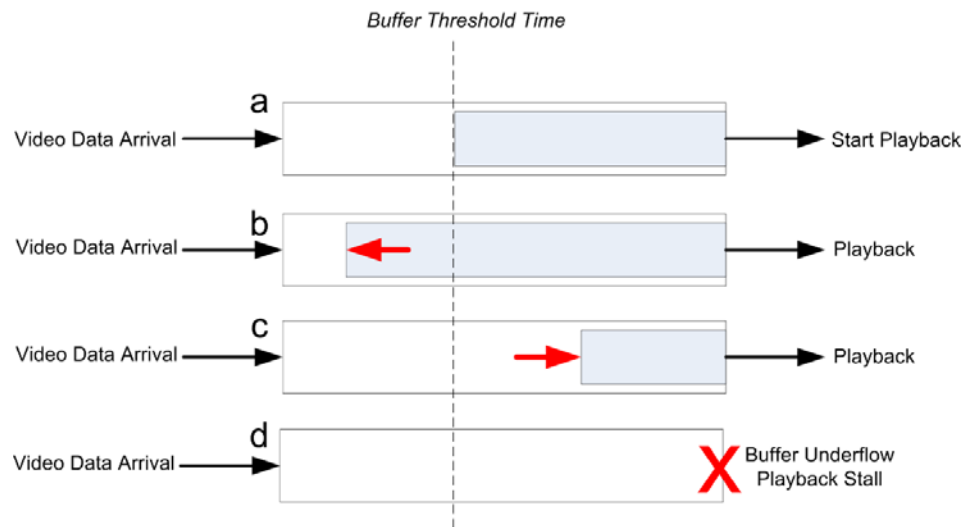 Buffer Threshold Time
a
Video Data Arrival
Start Playback
b
Video Data Arrival
Playback
c
Video Data Arrival
Playback
d
Video Data Arrival
X
Buffer Underflow
Playback Stall